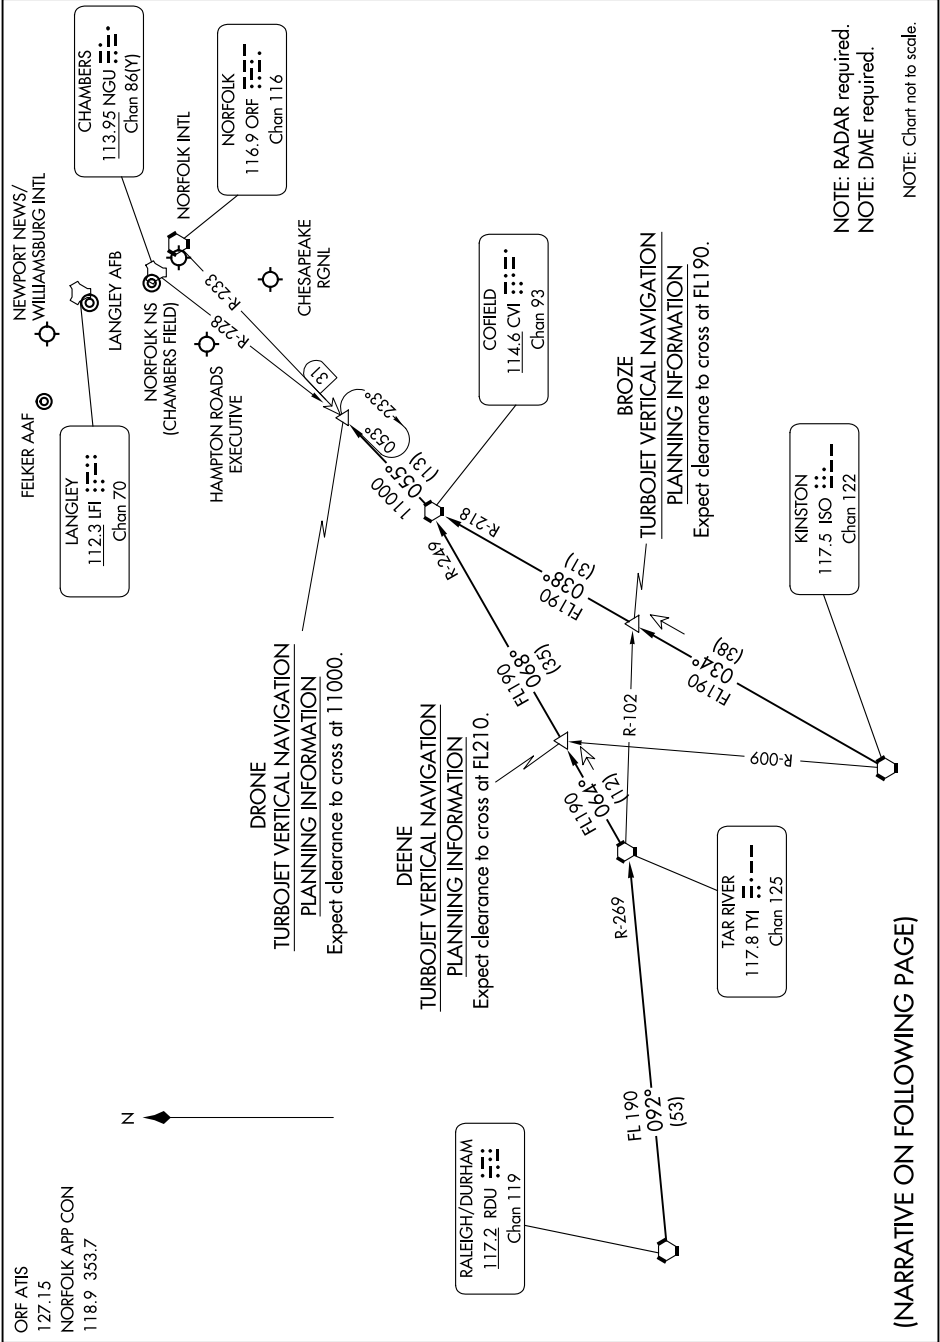 ORF ATIS
127.15
NORFOLK APP CON
118.9 353.7
N
FELKER AAF
NEWPORT NEWS/
WILLIAMSBURG INTL
LANGLEY
112.3 LFI
Chan 70
LANGLEY AFB
CHAMBERS
113.95 NGU
Chan 86(Y)
NORFOLK NS
(CHAMBERS FIELD)
NORFOLK INTL
NORFOLK
116.9 ORF
Chan 116
HAMPTON ROADS
EXECUTIVE
CHESAPEAKE
RGNL
R-233
R-228
31
233°
053°
055°
(13)
11000
DRONE
TURBOJET VERTICAL NAVIGATION
PLANNING INFORMATION
Expect clearance to cross at 11000.
COFIELD
114.6 CVI
Chan 93
R-249
R-218
DEENE
TURBOJET VERTICAL NAVIGATION
PLANNING INFORMATION
Expect clearance to cross at FL210.
FL190
068°
(35)
FL190
038°
(31)
BROZE
TURBOJET VERTICAL NAVIGATION
PLANNING INFORMATION
Expect clearance to cross at FL190.
FL190
064°
(12)
R-102
FL190
034°
(38)
R-009
RALEIGH/DURHAM
117.2 RDU
Chan 119
FL 190
092°
(53)
R-269
TAR RIVER
117.8 TYI
Chan 125
KINSTON
117.5 ISO
Chan 122
NOTE: RADAR required.
NOTE: DME required.
NOTE: Chart not to scale.
(NARRATIVE ON FOLLOWING PAGE)